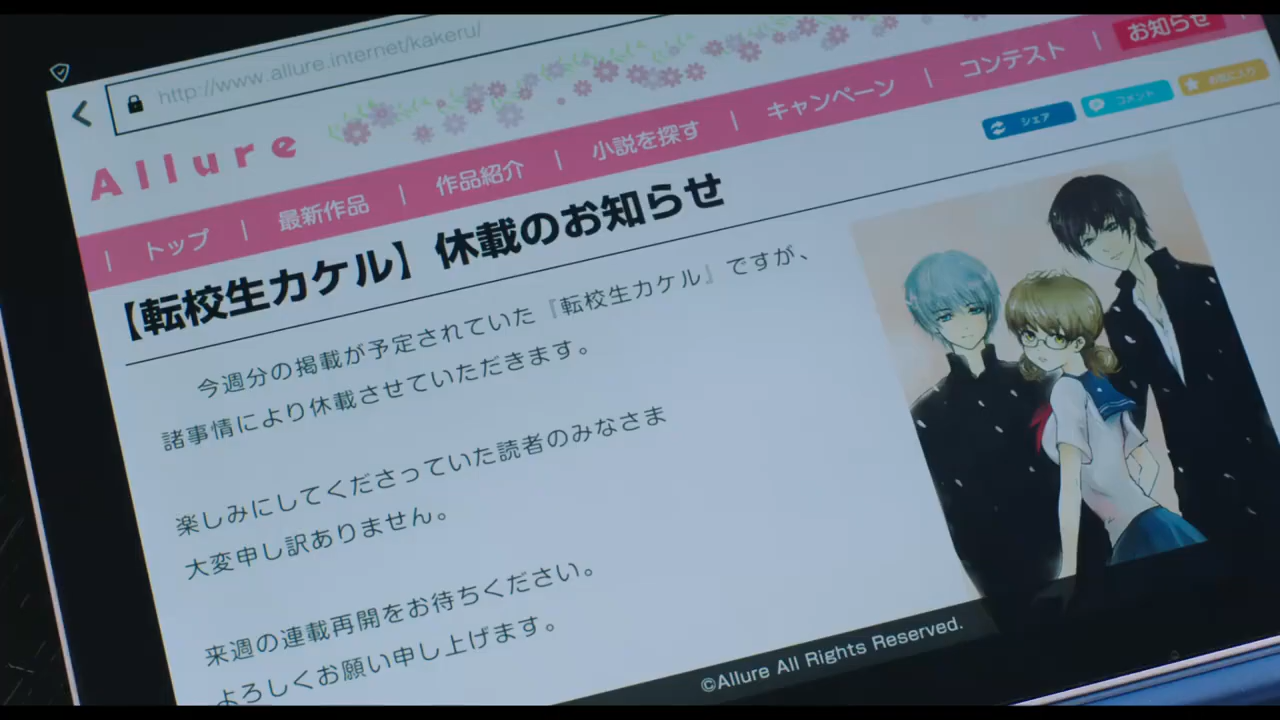 http://www.allure.internet/kakeru/
Allure
| トップ | 最新作品 | 作品紹介 | 小説を探す | キャンペーン | コンテスト | お知らせ
シェア
コメント
お気に入り
【転校生カケル】休載のお知らせ
今週分の掲載が予定されていた『転校生カケル』ですが、
諸事情により休載させていただきます。
楽しみにしてくださっていた読者のみなさま
大変申し訳ありません。
来週の連載再開をお待ちください。
よろしくお願い申し上げます。
©Allure All Rights Reserved.